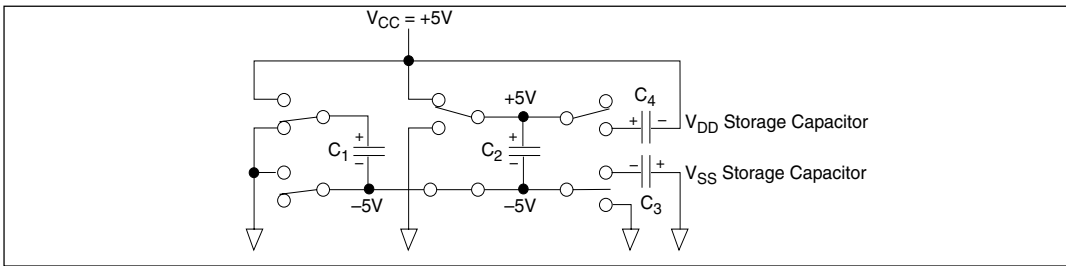 V_CC = +5V
+5V
C_4
+ −
V_DD Storage Capacitor
+
C_1
−
+
C_2
−
− +
V_SS Storage Capacitor
−5V
−5V
C_3